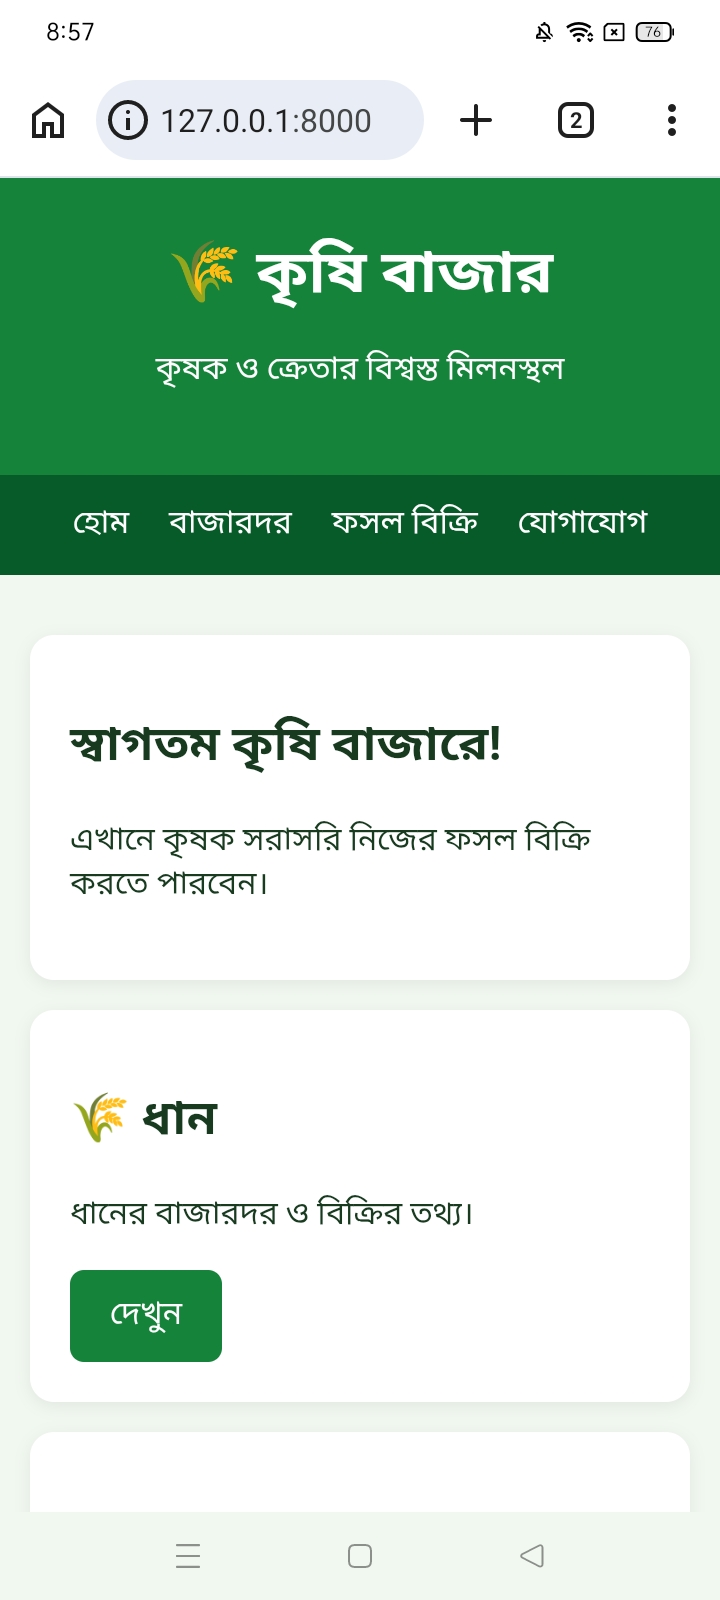 8:57
76
127.0.0.1:8000
2
🌾 কৃষি বাজার
কৃষক ও ক্রেতার বিশ্বস্ত মিলনস্থল
হোম বাজারদর ফসল বিক্রি যোগাযোগ
স্বাগতম কৃষি বাজারে!
এখানে কৃষক সরাসরি নিজের ফসল বিক্রি
করতে পারবেন।
🌾 ধান
ধানের বাজারদর ও বিক্রির তথ্য।
দেখুন